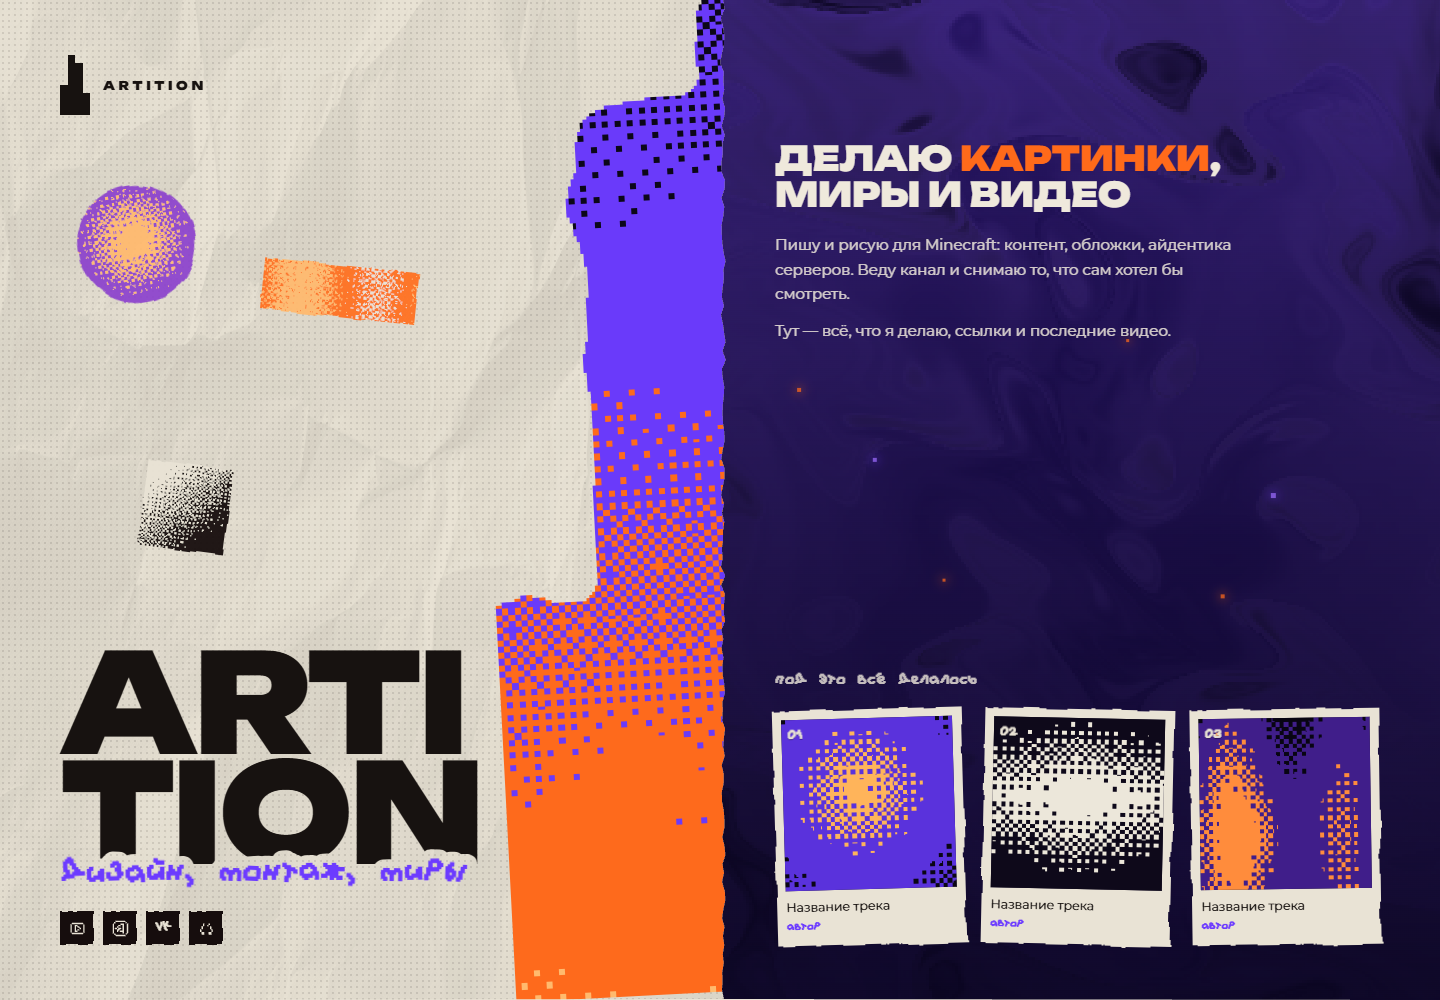 ARTITION
ДЕЛАЮ КАРТИНКИ,
МИРЫ И ВИДЕО
Пишу и рисую для Minecraft: контент, обложки, айдентика
серверов. Веду канал и снимаю то, что сам хотел бы
смотреть.
Тут — всё, что я делаю, ссылки и последние видео.
ARTI
TION
дизайн, монтаж, миры
VK
под это всё делалось
01
Название трека
автор
02
Название трека
автор
03
Название трека
автор